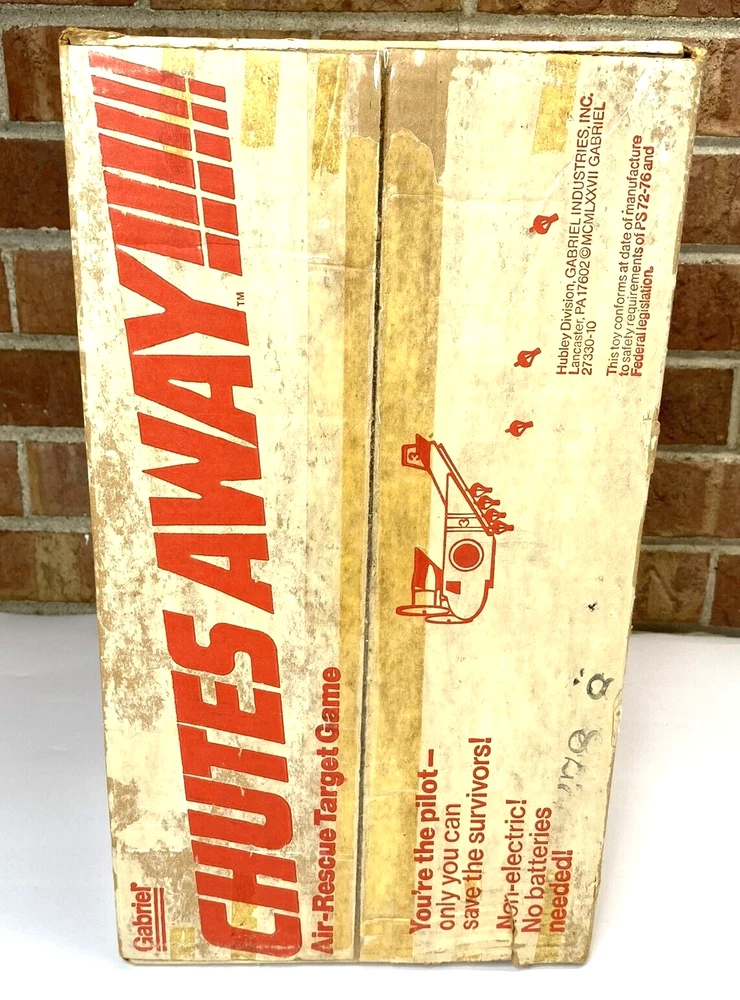 Gabriel
CHUTES AWAY!!!!!!
TM
Air-Rescue Target Game
You're the pilot—
only you can
save the survivors!
Non-electric!
No batteries
needed!
3
3
Hubley Division, GABRIEL INDUSTRIES, INC.
Lancaster, PA 17602 ©MCMLXXVII GABRIEL
27330-10
This toy conforms at date of manufacture
to safety requirements of PS 72-76 and
Federal legislation.